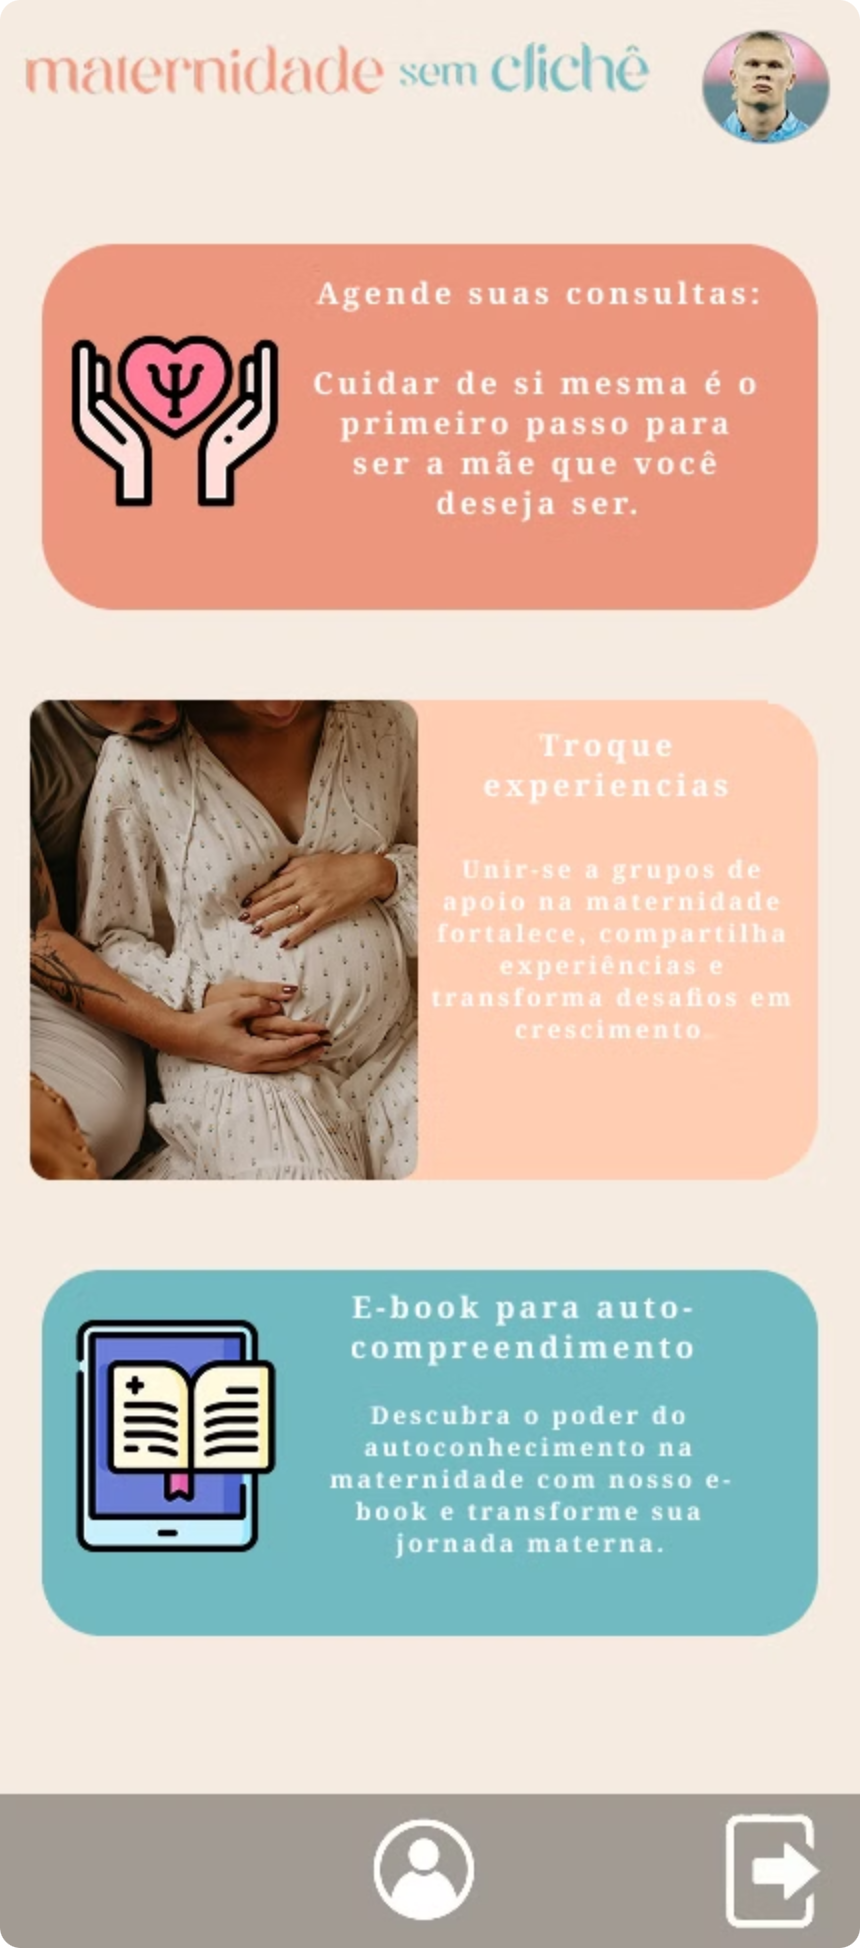 maternidade sem clichê
Agende suas consultas:
Cuidar de si mesma é o
primeiro passo para
ser a mãe que você
deseja ser.
Troque
experiencias
Unir-se a grupos de
apoio na maternidade
fortalece, compartilha
experiências e
transforma desafios em
crescimento
E-book para auto-
compreendimento
Descubra o poder do
autoconhecimento na
maternidade com nosso e-
book e transforme sua
jornada materna.